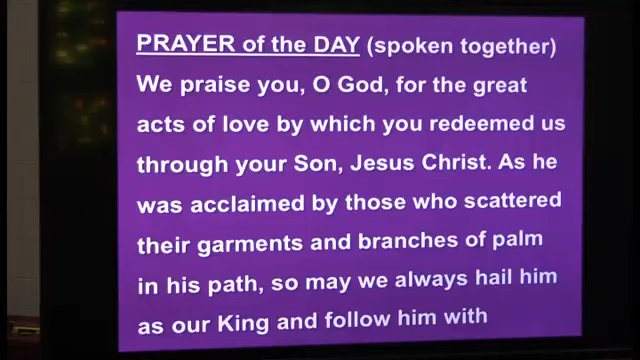 PRAYER of the DAY (spoken together)
We praise you, O God, for the great
acts of love by which you redeemed us
through your Son, Jesus Christ. As he
was acclaimed by those who scattered
their garments and branches of palm
in his path, so may we always hail him
as our King and follow him with